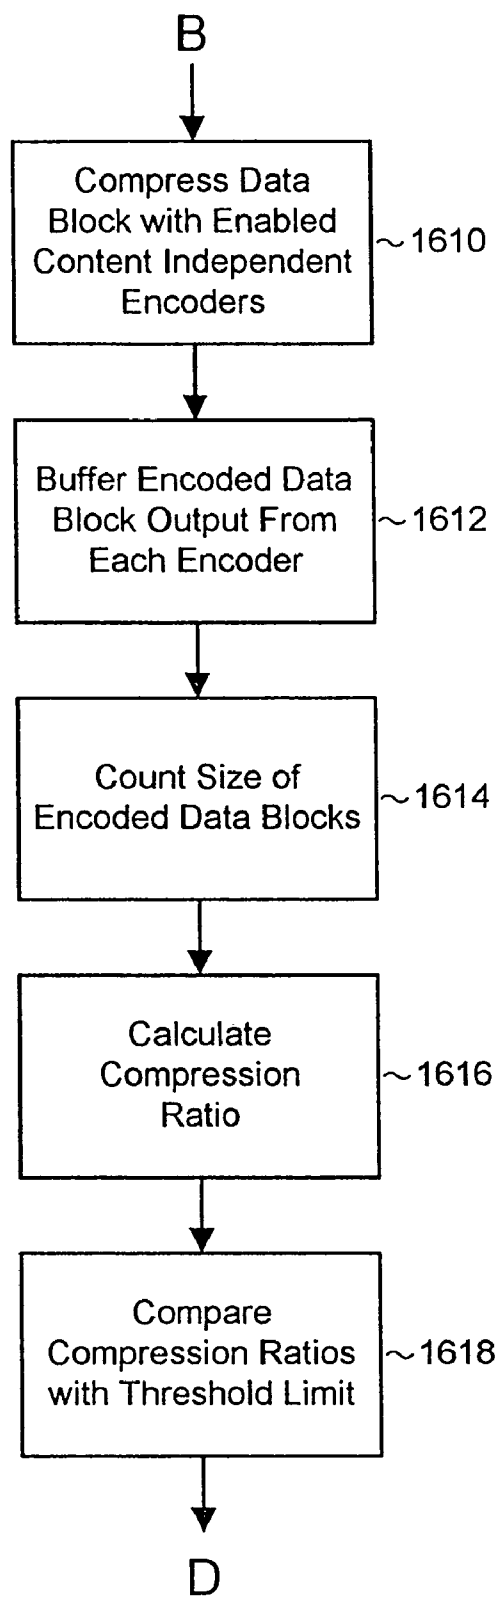 B
Compress Data
Block with Enabled
Content Independent
Encoders
1610
Buffer Encoded Data
Block Output From
Each Encoder
1612
Count Size of
Encoded Data Blocks
1614
Calculate
Compression
Ratio
1616
Compare
Compression Ratios
with Threshold Limit
1618
D